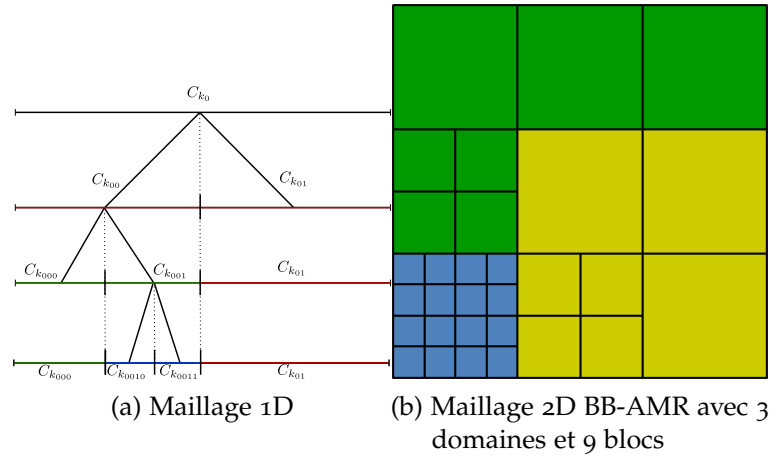 C_{k_0}
C_{k_{00}} C_{k_{01}}
C_{k_{000}} C_{k_{001}} C_{k_{01}}
C_{k_{000}} C_{k_{0010}} C_{k_{0011}} C_{k_{01}}
(a) Maillage 1D
(b) Maillage 2D BB-AMR avec 3
domaines et 9 blocs